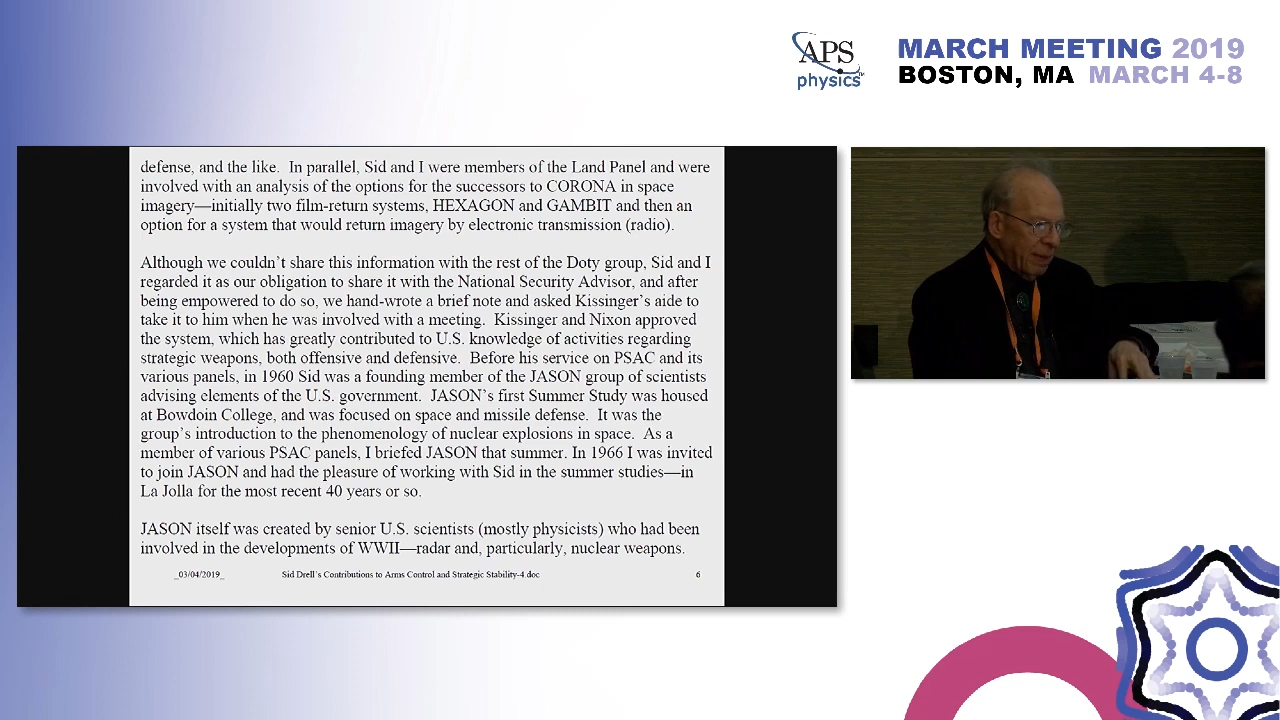 APS
physics
MARCH MEETING 2019
BOSTON, MA MARCH 4-8
defense, and the like. In parallel, Sid and I were members of the Land Panel and were
involved with an analysis of the options for the successors to CORONA in space
imagery—initially two film-return systems, HEXAGON and GAMBIT and then an
option for a system that would return imagery by electronic transmission (radio).
Although we couldn't share this information with the rest of the Doty group, Sid and I
regarded it as our obligation to share it with the National Security Advisor, and after
being empowered to do so, we hand-wrote a brief note and asked Kissinger's aide to
take it to him when he was involved with a meeting. Kissinger and Nixon approved
the system, which has greatly contributed to U.S. knowledge of activities regarding
strategic weapons, both offensive and defensive. Before his service on PSAC and its
various panels, in 1960 Sid was a founding member of the JASON group of scientists
advising elements of the U.S. government. JASON's first Summer Study was housed
at Bowdoin College, and was focused on space and missile defense. It was the
group's introduction to the phenomenology of nuclear explosions in space. As a
member of various PSAC panels, I briefed JASON that summer. In 1966 I was invited
to join JASON and had the pleasure of working with Sid in the summer studies—in
La Jolla for the most recent 40 years or so.
JASON itself was created by senior U.S. scientists (mostly physicists) who had been
involved in the developments of WWII—radar and, particularly, nuclear weapons.
_03/04/2019_ Sid Drell's Contributions to Arms Control and Strategic Stability-4.doc 6